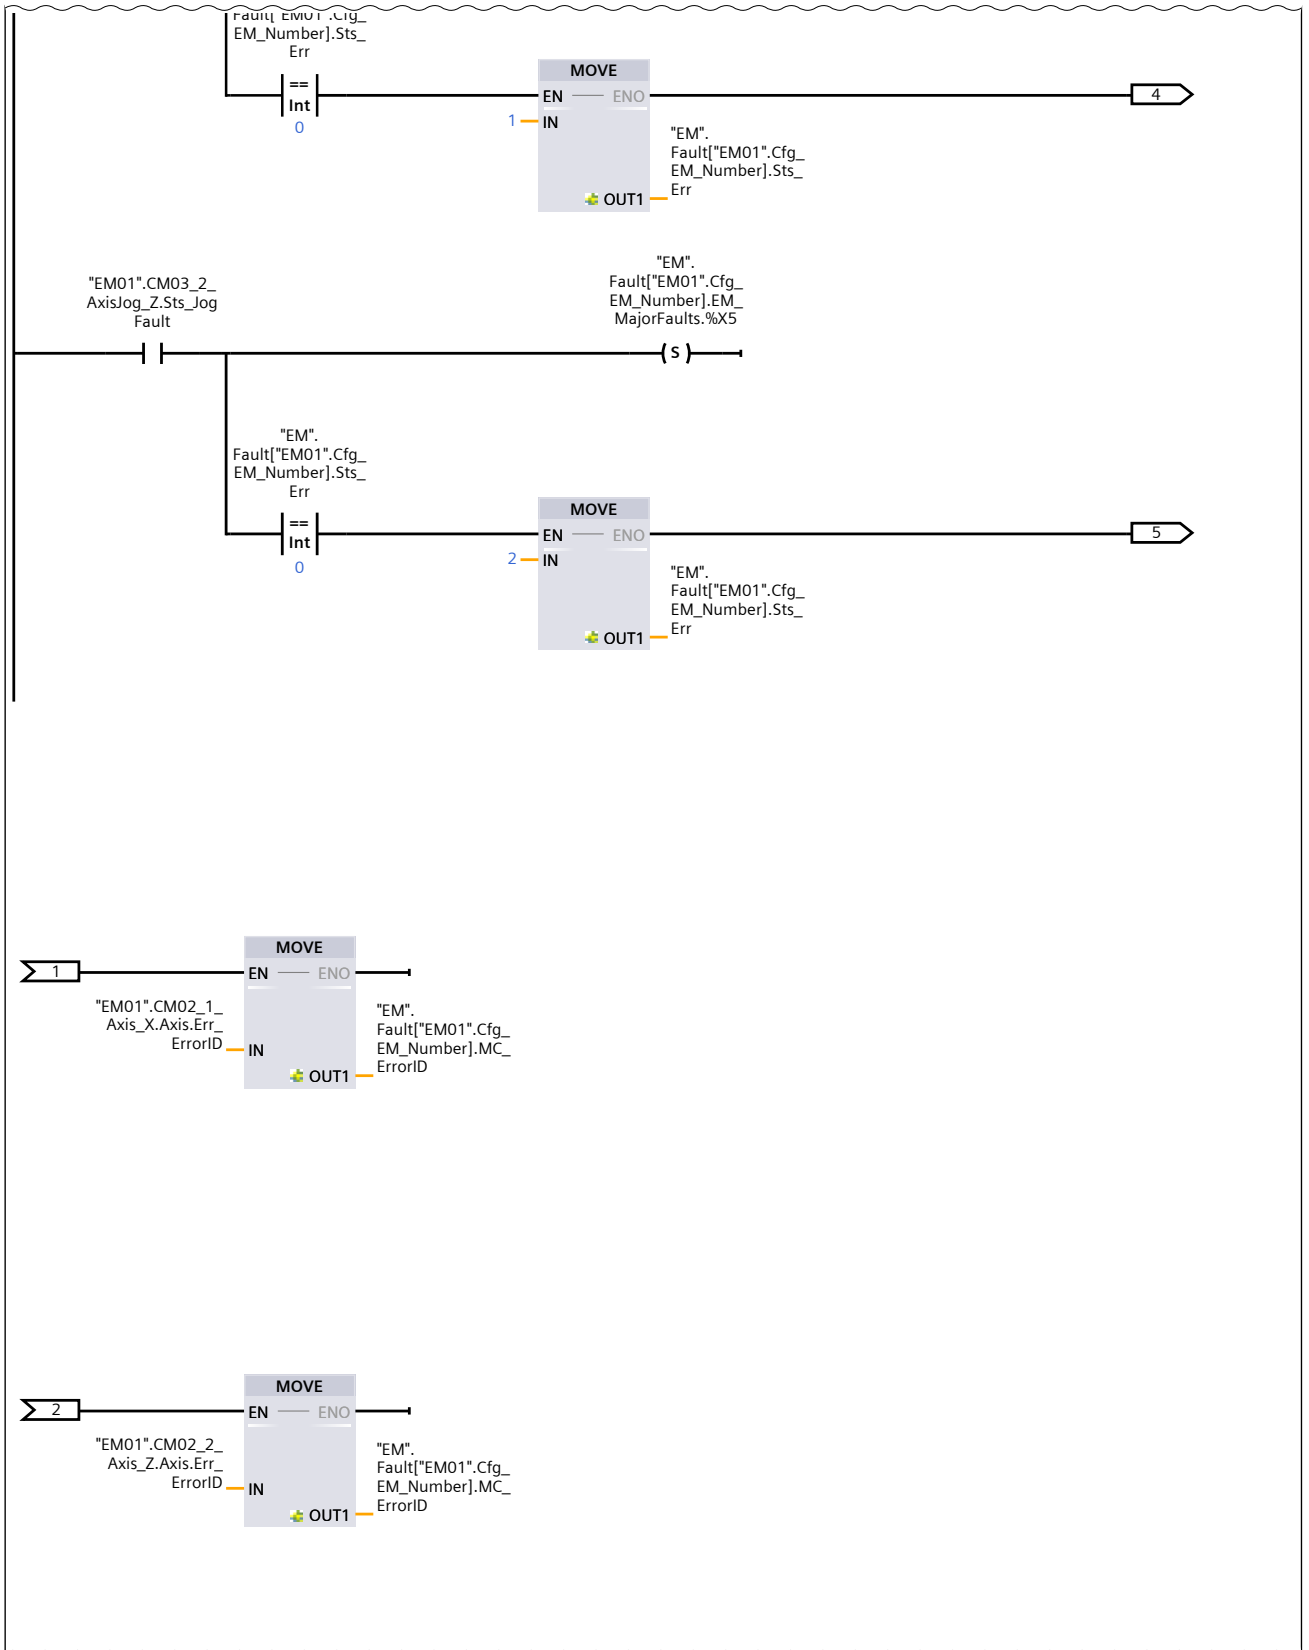 Fault["EM01".Cfg_
EM_Number].Sts_
Err
==
Int
0
MOVE
EN ENO
1 IN
OUT1
"EM".
Fault["EM01".Cfg_
EM_Number].Sts_
Err
4
"EM01".CM03_2_
AxisJog_Z.Sts_Jog
Fault
"EM".
Fault["EM01".Cfg_
EM_Number].EM_
MajorFaults.%X5
S
"EM".
Fault["EM01".Cfg_
EM_Number].Sts_
Err
==
Int
0
MOVE
EN ENO
2 IN
OUT1
"EM".
Fault["EM01".Cfg_
EM_Number].Sts_
Err
5
1
MOVE
EN ENO
"EM01".CM02_1_
Axis_X.Axis.Err_
ErrorID
IN
OUT1
"EM".
Fault["EM01".Cfg_
EM_Number].MC_
ErrorID
2
MOVE
EN ENO
"EM01".CM02_2_
Axis_Z.Axis.Err_
ErrorID
IN
OUT1
"EM".
Fault["EM01".Cfg_
EM_Number].MC_
ErrorID